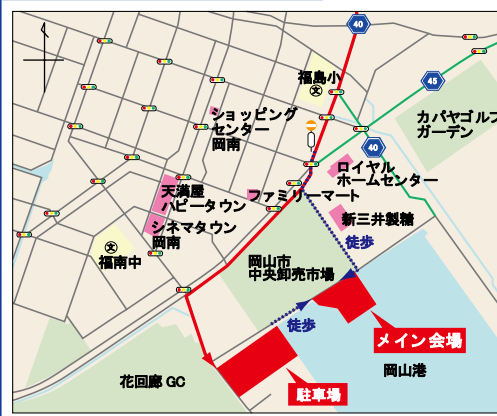 40
福島小
文
45
カバヤゴルフ
ガーデン
ショッピング
センター
岡南
40
ロイヤル
ホームセンター
天満屋
ハピータウン
ファミリーマート
シネマタウン
岡南
新三井製糖
徒歩
文
福南中
岡山市
中央卸売市場
徒歩
メイン会場
岡山港
花回廊 GC
駐車場